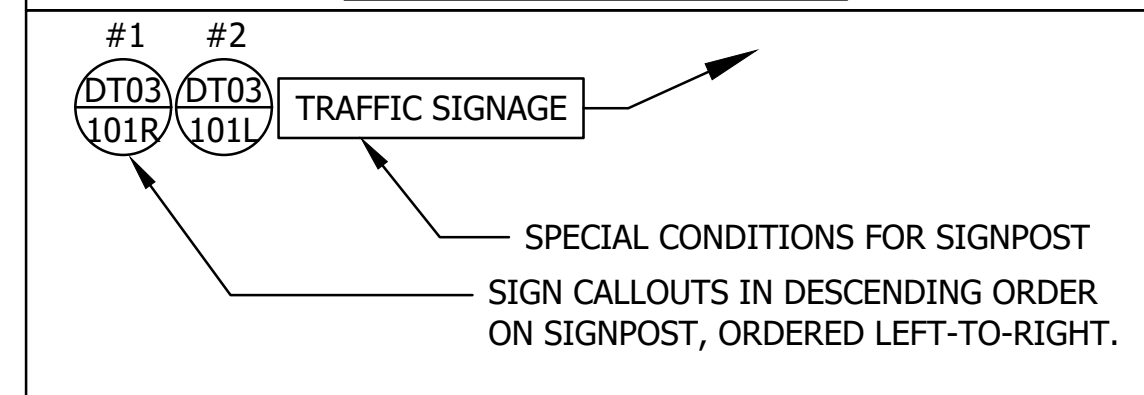 #1 #2
DT03 DT03
101R 101L
TRAFFIC SIGNAGE
SPECIAL CONDITIONS FOR SIGNPOST
SIGN CALLOUTS IN DESCENDING ORDER
ON SIGNPOST, ORDERED LEFT-TO-RIGHT.